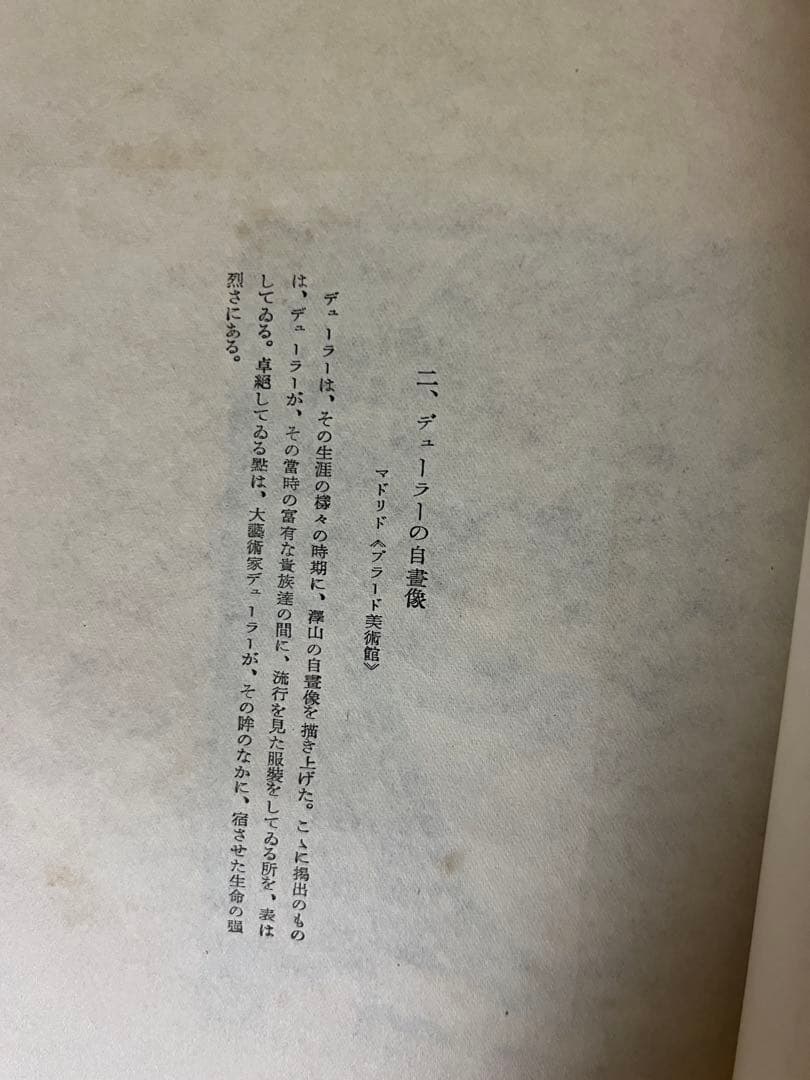 二、デューラーの自畫像
マドリド《プラード美術館》
デューラーは、その生涯の樣々の時期に、澤山の自畫像を描き上げた。こゝに揭出のもの
は、デューラーが、その當時の富有な貴族達の間に、流行を見た服裝をしてゐる所を、表は
してゐる。卓絕してゐる點は、大藝術家デューラーが、その眸のなかに、宿させた生命の强
烈さにある。